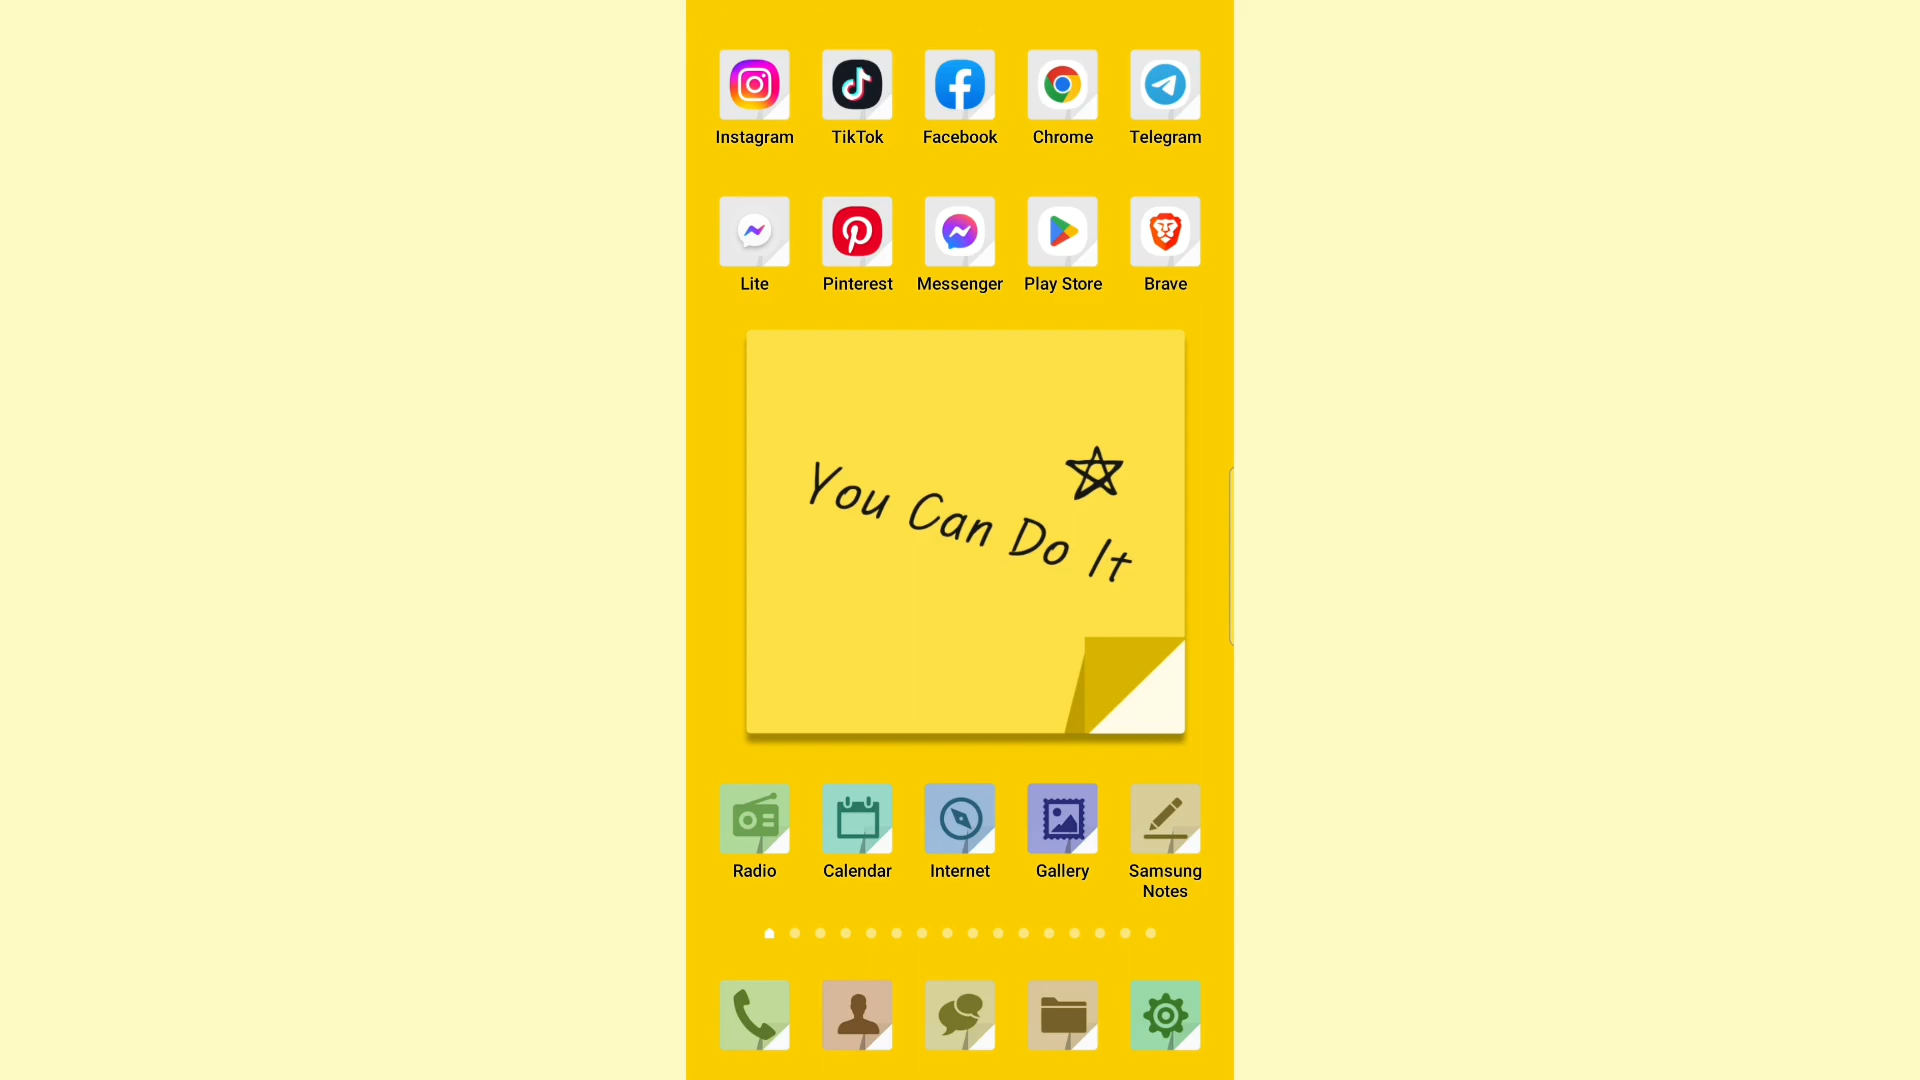 Instagram TikTok Facebook Chrome Telegram
Lite Pinterest Messenger Play Store Brave
You Can Do It
Radio Calendar Internet Gallery Samsung Notes